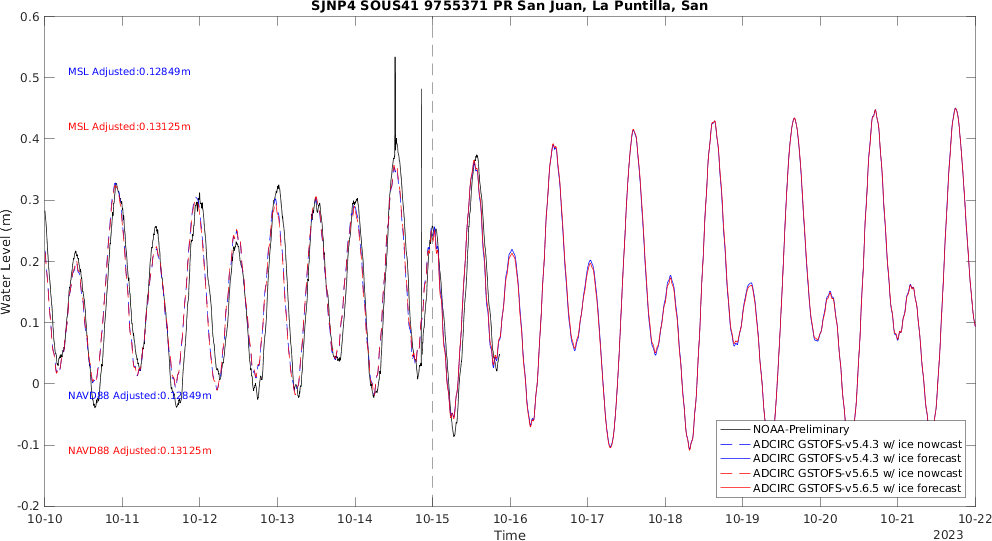 SJNP4 SOUS41 9755371 PR San Juan, La Puntilla, San
0.6
0.5
0.4
0.3
0.2
0.1
0
-0.1
-0.2
Water Level (m)
MSL Adjusted:0.12849m
MSL Adjusted:0.13125m
NAVD88 Adjusted:0.12849m
NAVD88 Adjusted:0.13125m
NOAA-Preliminary
ADCIRC GSTOFS-v5.4.3 w/ ice nowcast
ADCIRC GSTOFS-v5.4.3 w/ ice forecast
ADCIRC GSTOFS-v5.6.5 w/ ice nowcast
ADCIRC GSTOFS-v5.6.5 w/ ice forecast
10-10 10-11 10-12 10-13 10-14 10-15 10-16 10-17 10-18 10-19 10-20 10-21 10-22
Time
2023